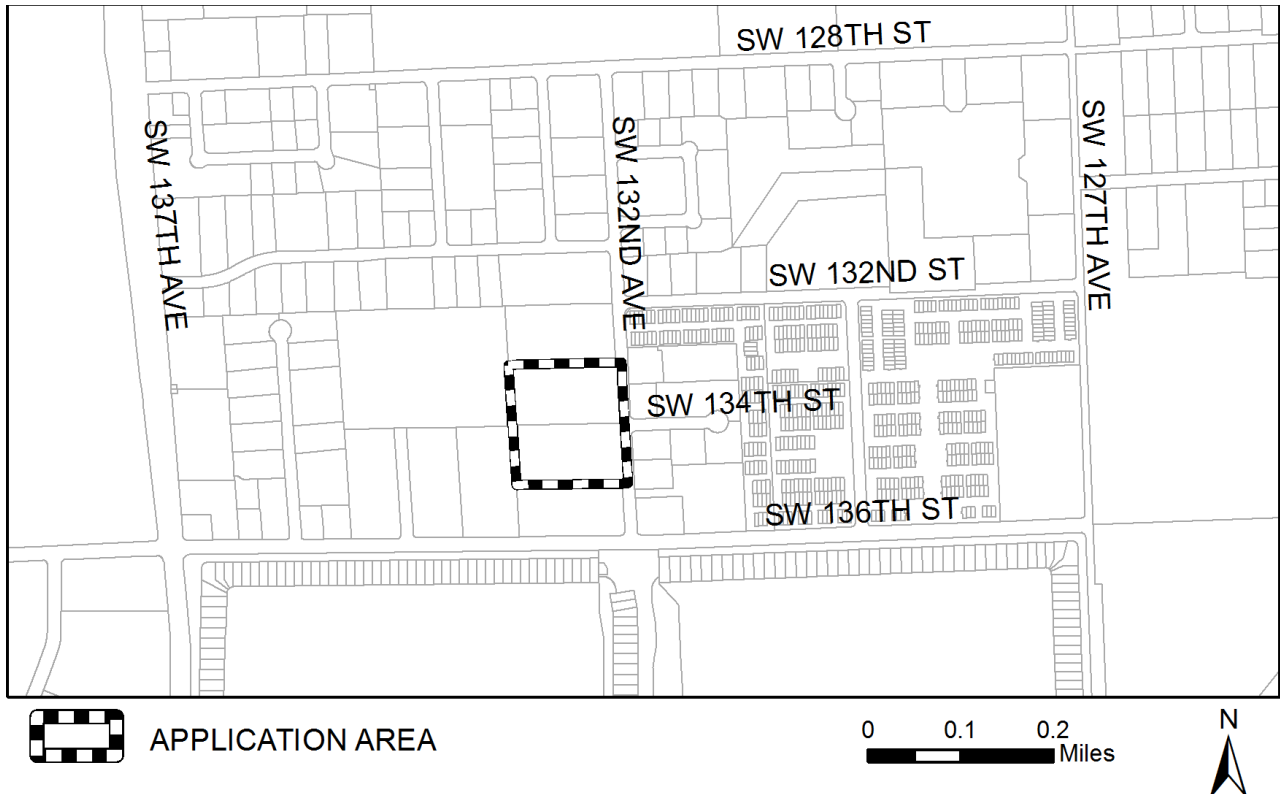 SW 128TH ST
SW 137TH AVE
SW 132ND AVE
SW 127TH AVE
SW 132ND ST
SW 134TH ST
SW 136TH ST
APPLICATION AREA
0 0.1 0.2
Miles
N